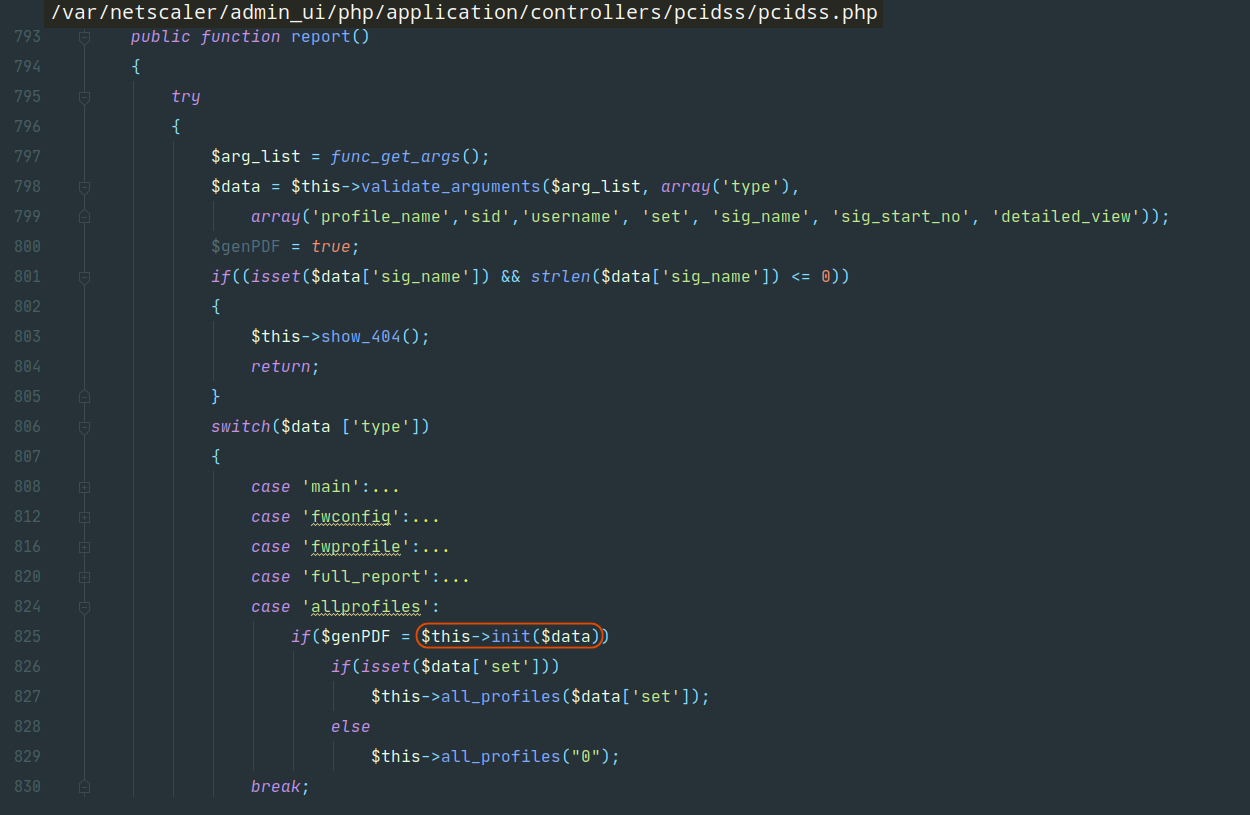 /var/netscaler/admin_ui/php/application/controllers/pcidss/pcidss.php
793 public function report()
794 {
795 try
796 {
797 $arg_list = func_get_args();
798 $data = $this->validate_arguments($arg_list, array('type'),
799 array('profile_name','sid','username', 'set', 'sig_name', 'sig_start_no', 'detailed_view'));
800 $genPDF = true;
801 if((isset($data['sig_name']) && strlen($data['sig_name']) <= 0))
802 {
803 $this->show_404();
804 return;
805 }
806 switch($data ['type'])
807 {
808 case 'main':...
812 case 'fwconfig':...
816 case 'fwprofile':...
820 case 'full_report':...
824 case 'allprofiles':
825 if($genPDF = $this->init($data))
826 if(isset($data['set']))
827 $this->all_profiles($data['set']);
828 else
829 $this->all_profiles("0");
830 break;